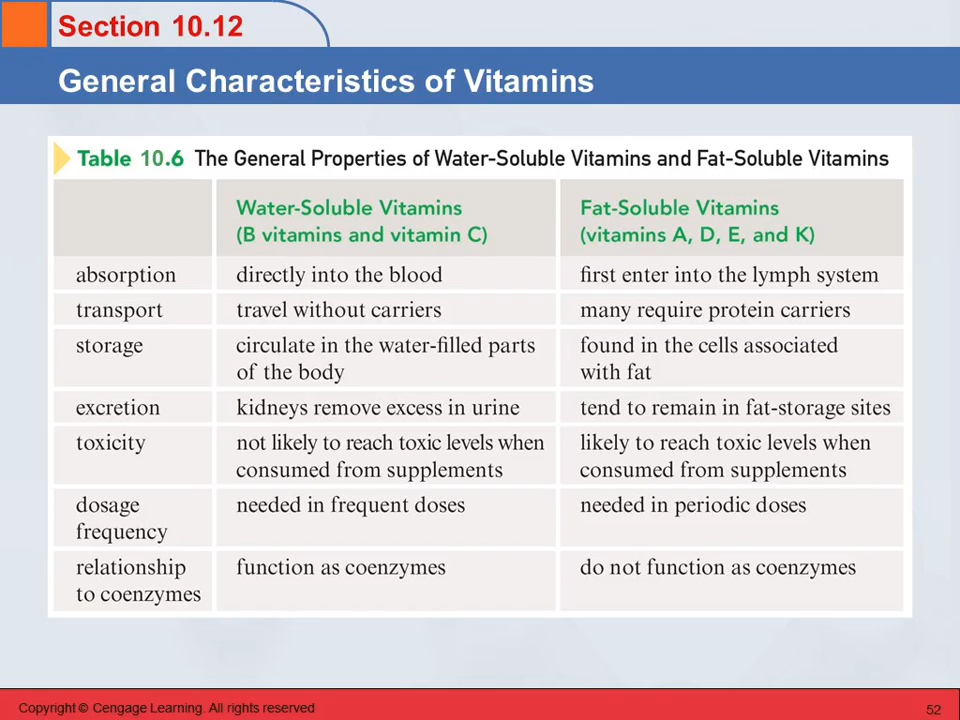 Section 10.12
General Characteristics of Vitamins
Table 10.6 The General Properties of Water-Soluble Vitamins and Fat-Soluble Vitamins
Water-Soluble Vitamins
(B vitamins and vitamin C)
Fat-Soluble Vitamins
(vitamins A, D, E, and K)
absorption
directly into the blood
first enter into the lymph system
transport
travel without carriers
many require protein carriers
storage
circulate in the water-filled parts
of the body
found in the cells associated
with fat
excretion
kidneys remove excess in urine
tend to remain in fat-storage sites
toxicity
not likely to reach toxic levels when
consumed from supplements
likely to reach toxic levels when
consumed from supplements
dosage
frequency
needed in frequent doses
needed in periodic doses
relationship
to coenzymes
function as coenzymes
do not function as coenzymes
Copyright © Cengage Learning. All rights reserved
52